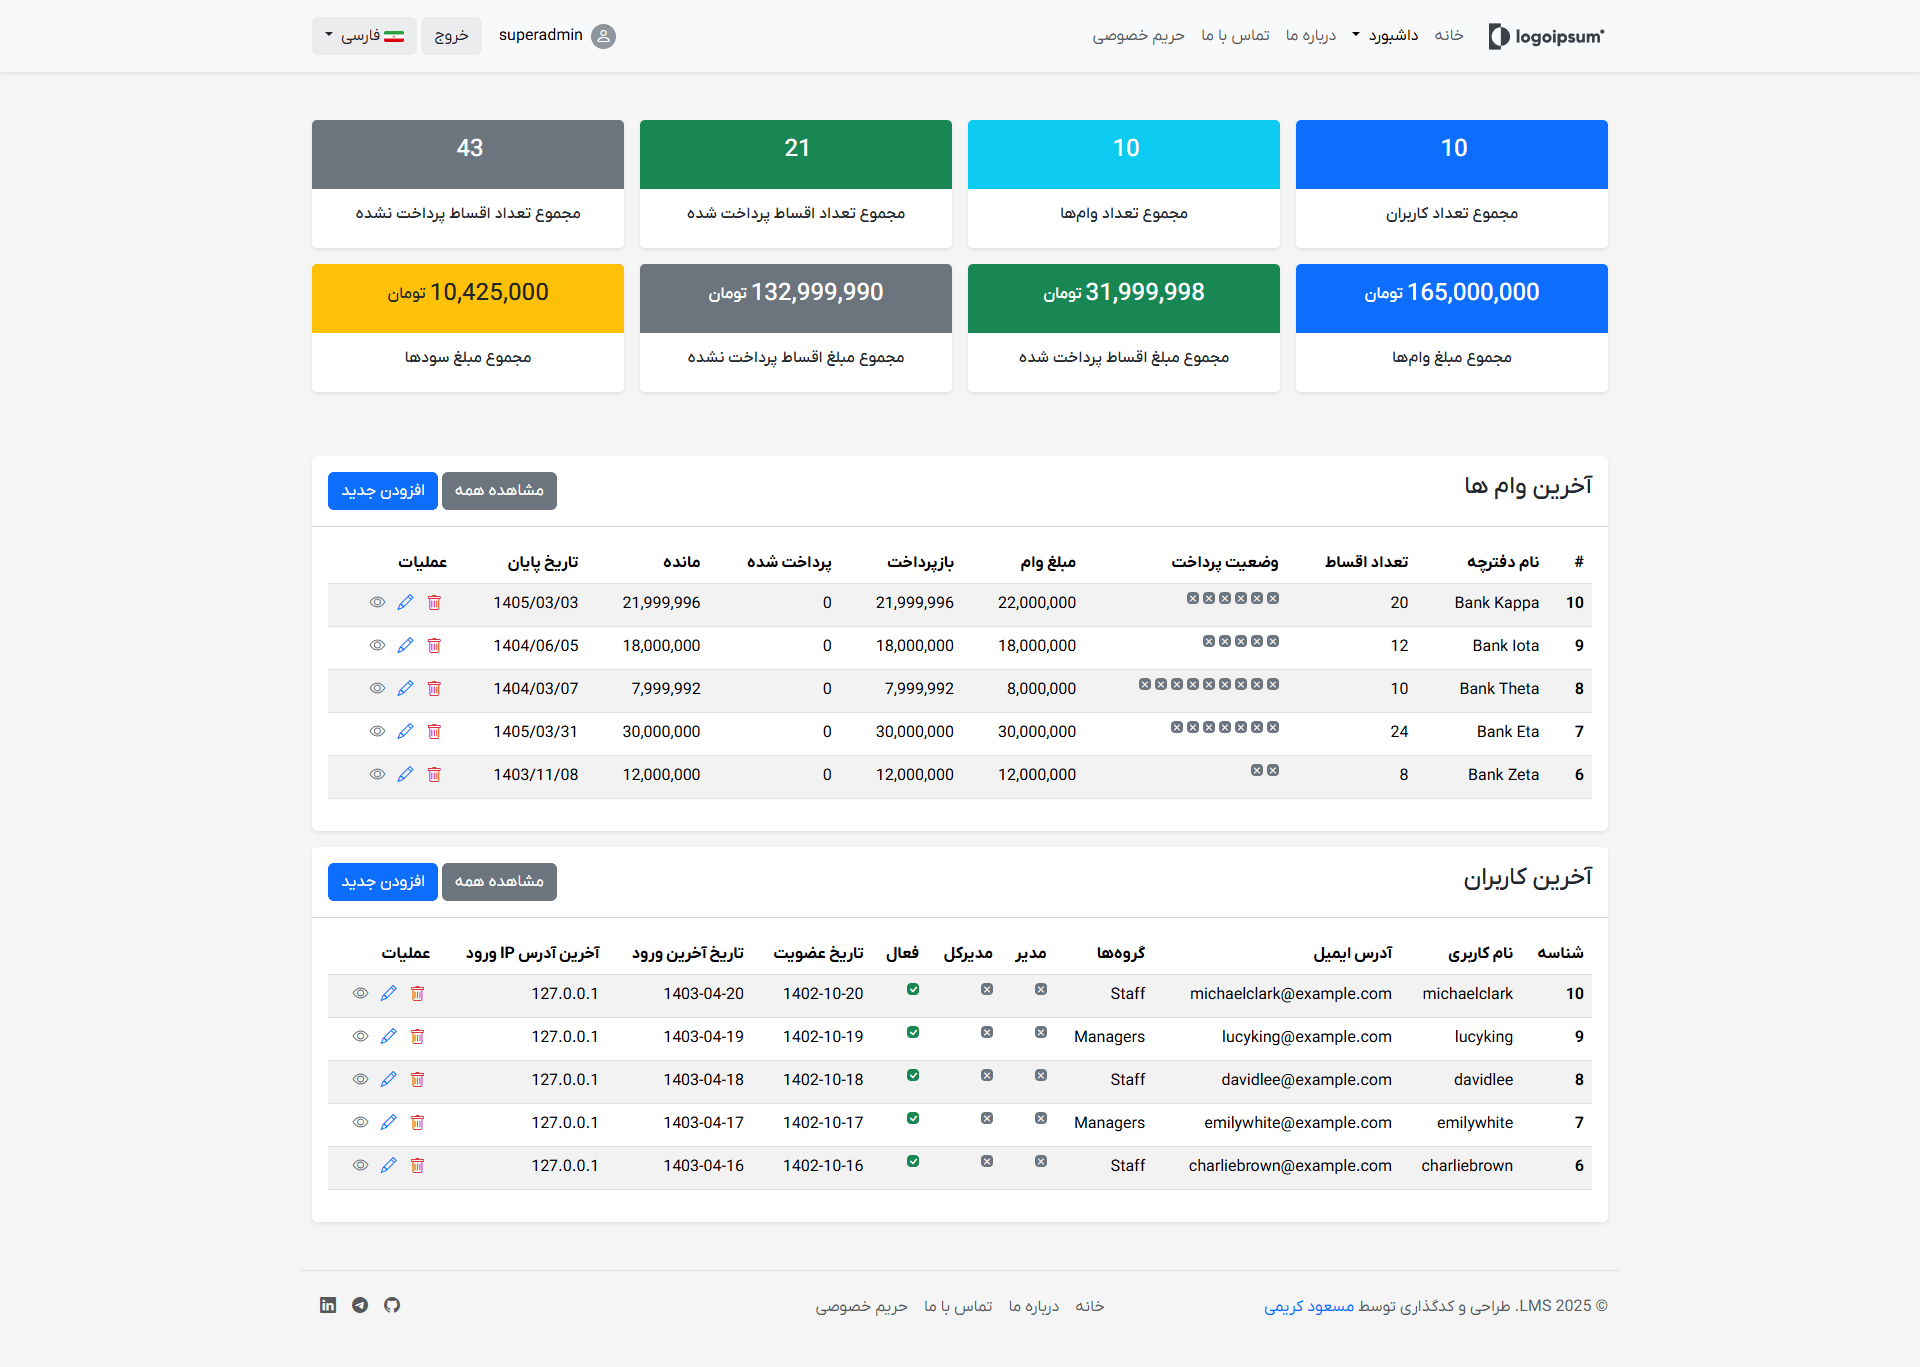 logoipsum خانه داشبورد درباره ما تماس با ما حریم خصوصی superadmin خروج فارسی
10 10 21 43
مجموع تعداد کاربران مجموع تعداد وام‌ها مجموع تعداد اقساط پرداخت شده مجموع تعداد اقساط پرداخت نشده
165,000,000 تومان 31,999,998 تومان 132,999,990 تومان 10,425,000 تومان
مجموع مبلغ وام‌ها مجموع مبلغ اقساط پرداخت شده مجموع مبلغ اقساط پرداخت نشده مجموع مبلغ سودها
آخرین وام ها مشاهده همه افزودن جدید
# نام دفترچه تعداد اقساط وضعیت پرداخت مبلغ وام بازپرداخت پرداخت شده مانده تاریخ پایان عملیات
10 Bank Kappa 20 22,000,000 21,999,996 0 21,999,996 1405/03/03
9 Bank Iota 12 18,000,000 18,000,000 0 18,000,000 1404/06/05
8 Bank Theta 10 8,000,000 7,999,992 0 7,999,992 1404/03/07
7 Bank Eta 24 30,000,000 30,000,000 0 30,000,000 1405/03/31
6 Bank Zeta 8 12,000,000 12,000,000 0 12,000,000 1403/11/08
آخرین کاربران مشاهده همه افزودن جدید
شناسه نام کاربری آدرس ایمیل گروه‌ها مدیر مدیرکل فعال تاریخ عضویت تاریخ آخرین ورود آخرین آدرس IP ورود عملیات
10 michaelclark michaelclark@example.com Staff 1402-10-20 1403-04-20 127.0.0.1
9 lucyking lucyking@example.com Managers 1402-10-19 1403-04-19 127.0.0.1
8 davidlee davidlee@example.com Staff 1402-10-18 1403-04-18 127.0.0.1
7 emilywhite emilywhite@example.com Managers 1402-10-17 1403-04-17 127.0.0.1
6 charliebrown charliebrown@example.com Staff 1402-10-16 1403-04-16 127.0.0.1
© LMS 2025. طراحی و کدگذاری توسط مسعود کریمی خانه درباره ما تماس با ما حریم خصوصی